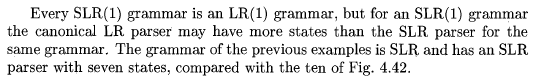 Every SLR(1) grammar is an LR(1) grammar, but for an SLR(1) grammar
the canonical LR parser may have more states than the SLR parser for the
same grammar. The grammar of the previous examples is SLR and has an SLR
parser with seven states, compared with the ten of Fig. 4.42.